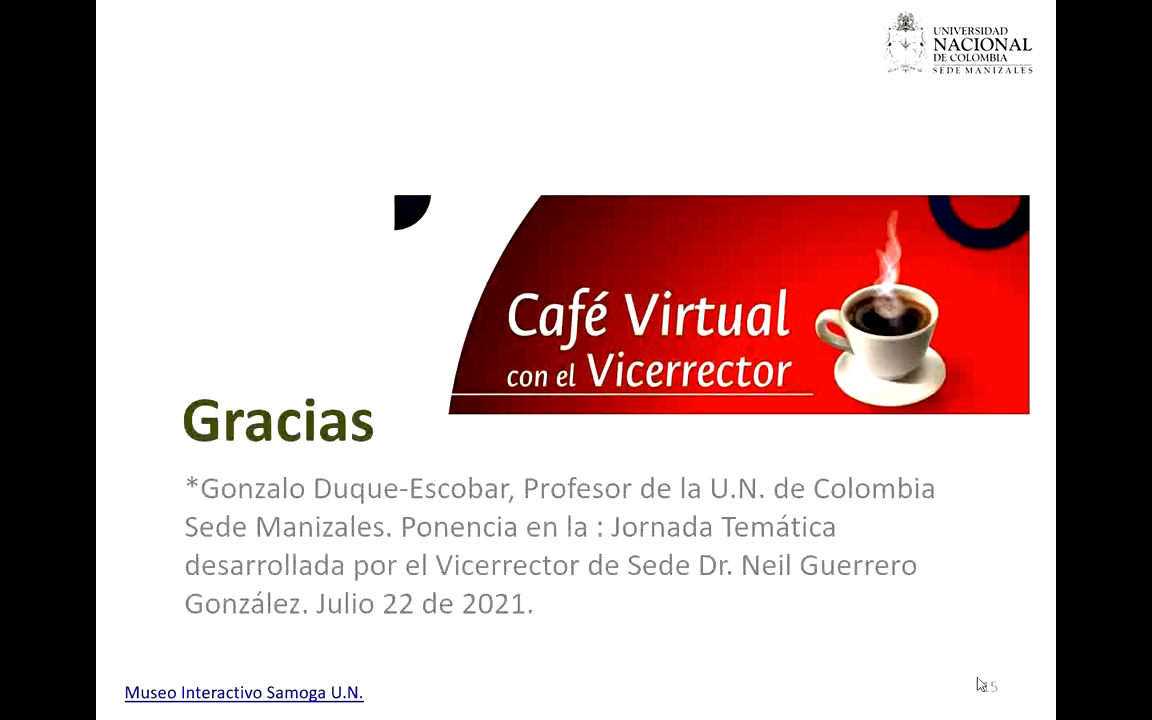 UNIVERSIDAD
NACIONAL
DE COLOMBIA
SEDE MANIZALES
Café Virtual
con el Vicerrector
Gracias
*Gonzalo Duque-Escobar, Profesor de la U.N. de Colombia
Sede Manizales. Ponencia en la : Jornada Temática
desarrollada por el Vicerrector de Sede Dr. Neil Guerrero
González. Julio 22 de 2021.
Museo Interactivo Samoga U.N.